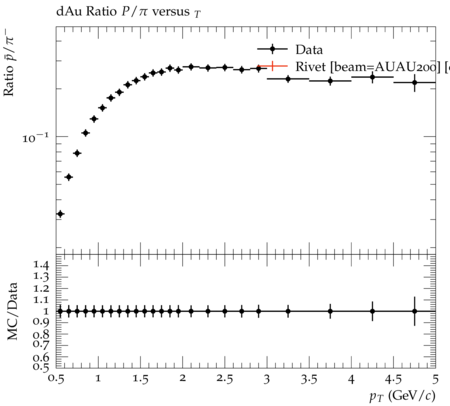 dAu Ratio P/π versus T
Ratio p̄/π⁻
Data
Rivet [beam=AUAU200] [
10⁻¹
MC/Data
1.4
1.3
1.2
1.1
1
0.9
0.8
0.7
0.6
0.5
0.5 1 1.5 2 2.5 3 3.5 4 4.5 5
pT (GeV/c)